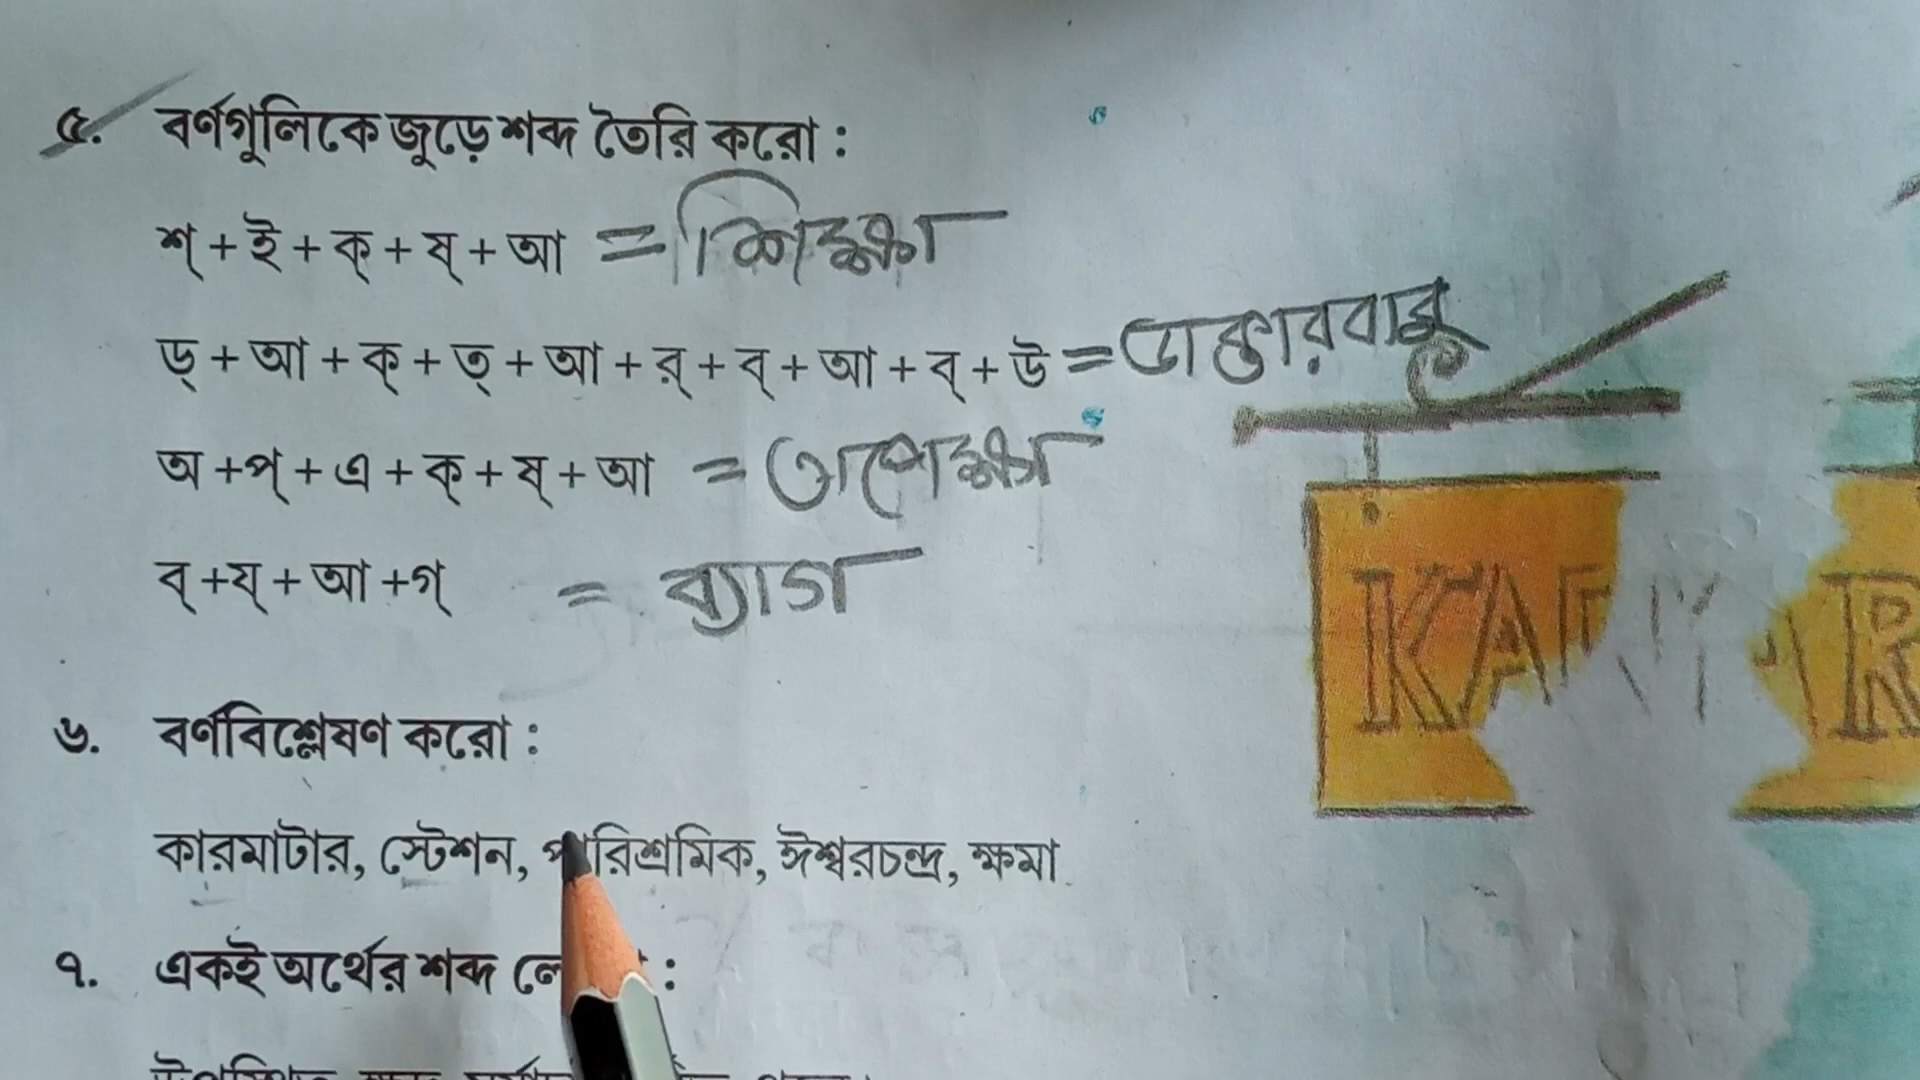 ৫. বর্ণগুলিকে জুড়ে শব্দ তৈরি করো :
শ্ + ই + ক্ + ষ্ + আ = শিক্ষা
ড্ + আ + ক্ + ত্ + আ + র্ + ব্ + আ + ব্ + উ = ডাক্তারবাবু
অ + প্ + এ + ক্ + ষ্ + আ = অপেক্ষা
ব্ + য্ + আ + গ্ = ব্যাগ
৬. বর্ণবিশ্লেষণ করো :
কারমাটার, স্টেশন, পারিশ্রমিক, ঈশ্বরচন্দ্র, ক্ষমা
৭. একই অর্থের শব্দ :